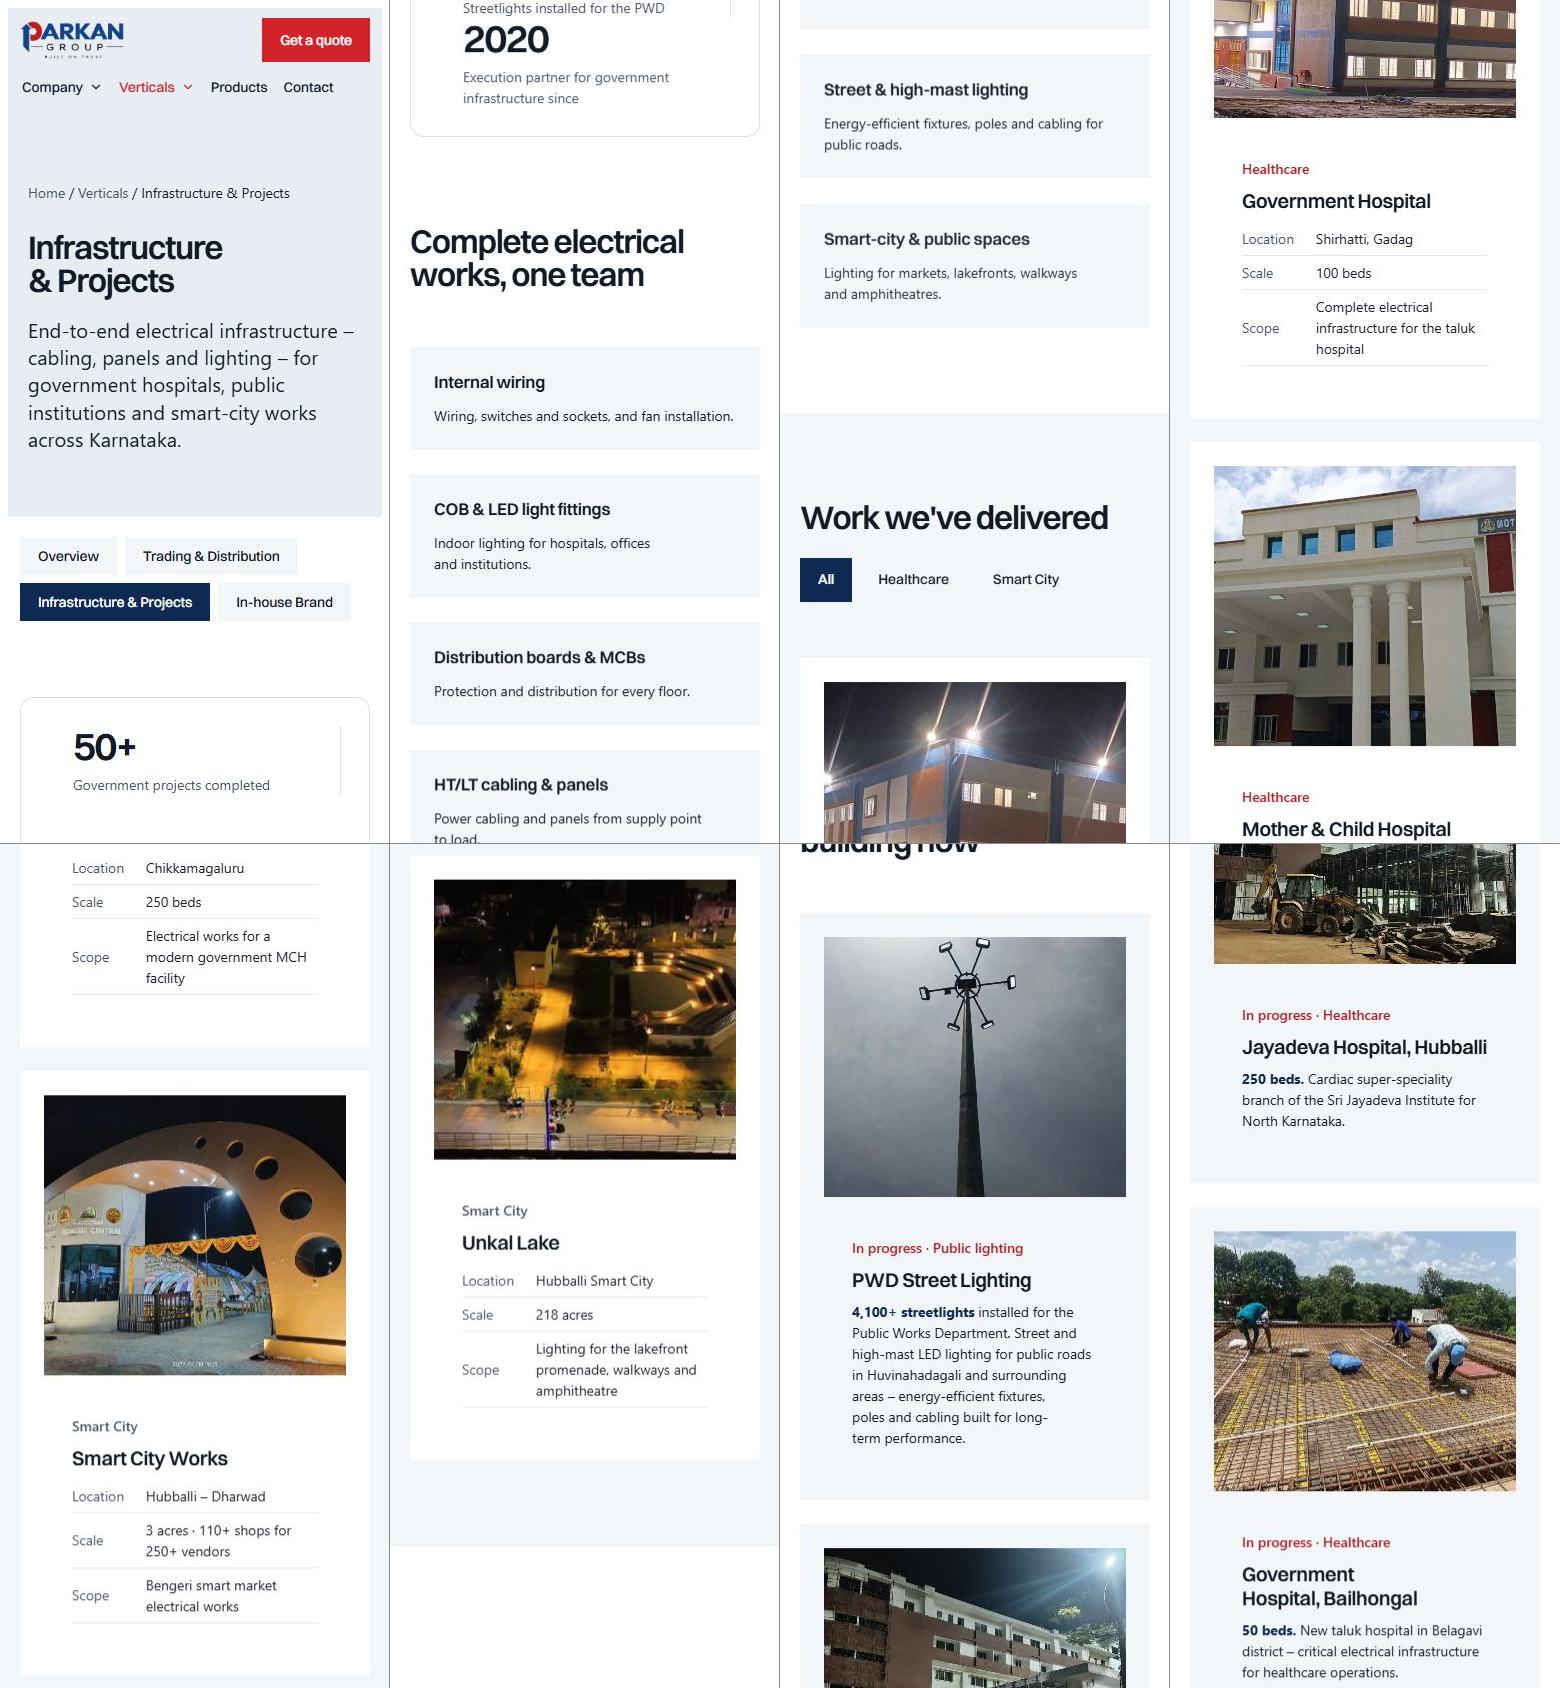 PARKAN
GROUP
BUILT ON TRUST
Get a quote
Company
Verticals
Products
Contact
Home / Verticals / Infrastructure & Projects
Infrastructure
& Projects
End-to-end electrical infrastructure –
cabling, panels and lighting – for
government hospitals, public
institutions and smart-city works
across Karnataka.
Overview
Trading & Distribution
Infrastructure & Projects
In-house Brand
50+
Government projects completed
Streetlights installed for the PWD
2020
Execution partner for government
infrastructure since
Complete electrical
works, one team
Internal wiring
Wiring, switches and sockets, and fan installation.
COB & LED light fittings
Indoor lighting for hospitals, offices
and institutions.
Distribution boards & MCBs
Protection and distribution for every floor.
HT/LT cabling & panels
Power cabling and panels from supply point
to load.
Street & high-mast lighting
Energy-efficient fixtures, poles and cabling for
public roads.
Smart-city & public spaces
Lighting for markets, lakefronts, walkways
and amphitheatres.
Work we've delivered
All
Healthcare
Smart City
Healthcare
Government Hospital
Location Shirhatti, Gadag
Scale 100 beds
Scope Complete electrical
infrastructure for the taluk
hospital
MOT
Healthcare
Mother & Child Hospital
Location Chikkamagaluru
Scale 250 beds
Scope Electrical works for a
modern government MCH
facility
BENGERI CENTRAL
Smart City
Smart City Works
Location Hubballi – Dharwad
Scale 3 acres · 110+ shops for
250+ vendors
Scope Bengeri smart market
electrical works
Smart City
Unkal Lake
Location Hubballi Smart City
Scale 218 acres
Scope Lighting for the lakefront
promenade, walkways and
amphitheatre
building now
In progress · Public lighting
PWD Street Lighting
4,100+ streetlights installed for the
Public Works Department. Street and
high-mast LED lighting for public roads
in Huvinahadagali and surrounding
areas – energy-efficient fixtures,
poles and cabling built for long-
term performance.
In progress · Healthcare
Jayadeva Hospital, Hubballi
250 beds. Cardiac super-speciality
branch of the Sri Jayadeva Institute for
North Karnataka.
In progress · Healthcare
Government
Hospital, Bailhongal
50 beds. New taluk hospital in Belagavi
district – critical electrical infrastructure
for healthcare operations.